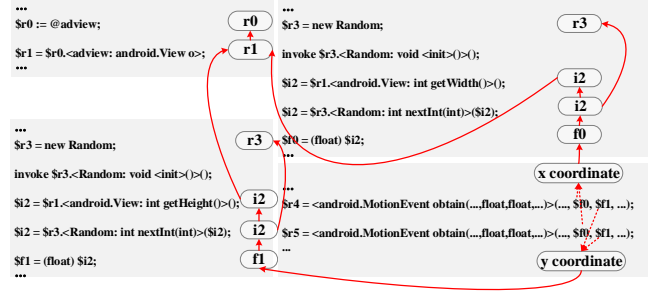 ...
$r0 := @adview;
r0
$r1 = $r0.<adview: android.View o>;
r1
...
...
$r3 = new Random;
r3
invoke $r3.<Random: void <init>()>();
$i2 = $r1.<android.View: int getWidth()>();
i2
$i2 = $r3.<Random: int nextInt(int)>($i2);
i2
$f0 = (float) $i2;
f0
...
...
$r3 = new Random;
r3
invoke $r3.<Random: void <init>()>();
$i2 = $r1.<android.View: int getHeight()>();
i2
$i2 = $r3.<Random: int nextInt(int)>($i2);
i2
$f1 = (float) $i2;
f1
...
x coordinate
...
$r4 = <android.MotionEvent obtain(...,float,float,...)>(..., $f0, $f1, ...);
$r5 = <android.MotionEvent obtain(...,float,float,...)>(..., $f0, $f1, ...);
...
y coordinate